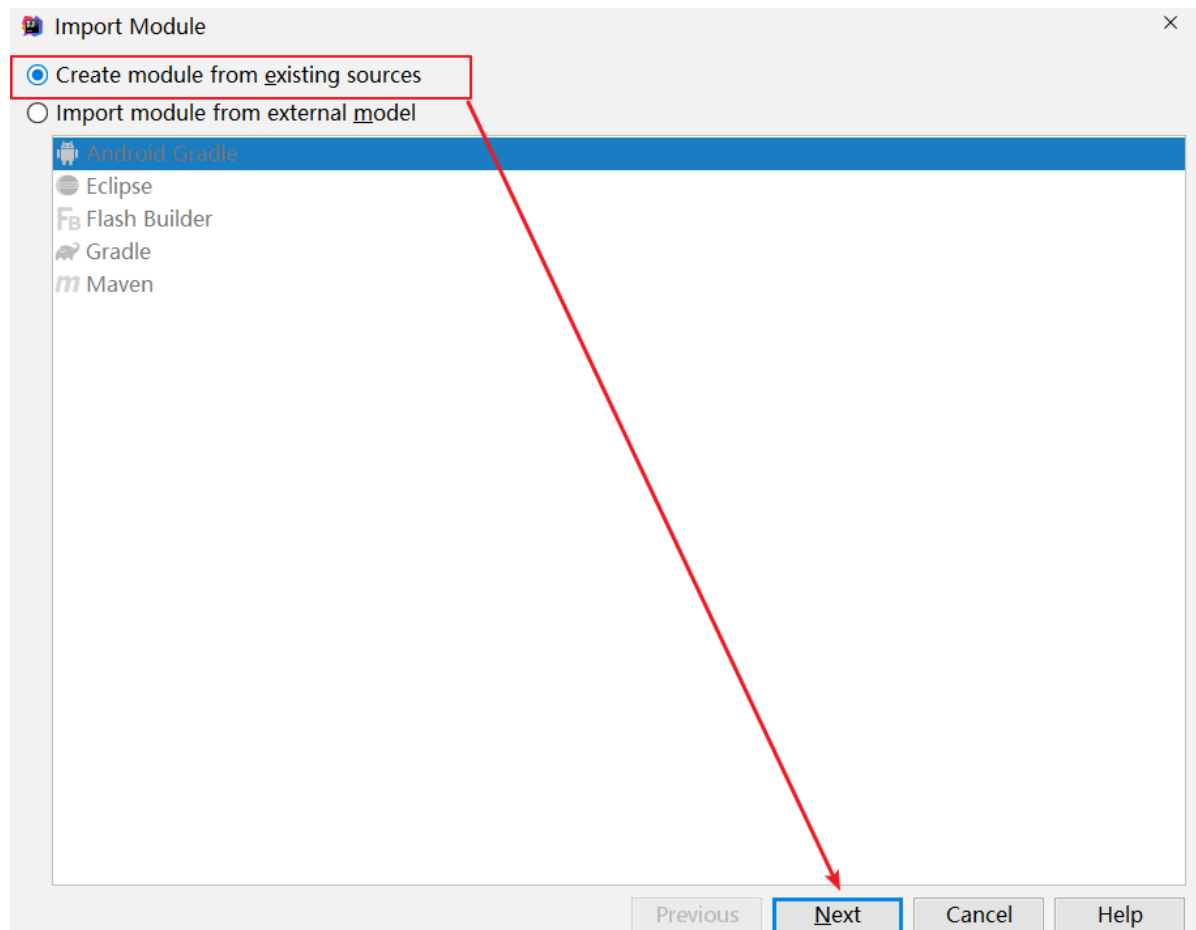 Import Module
Create module from existing sources
Import module from external model
Android Gradle
Eclipse
Flash Builder
Gradle
Maven
Previous Next Cancel Help